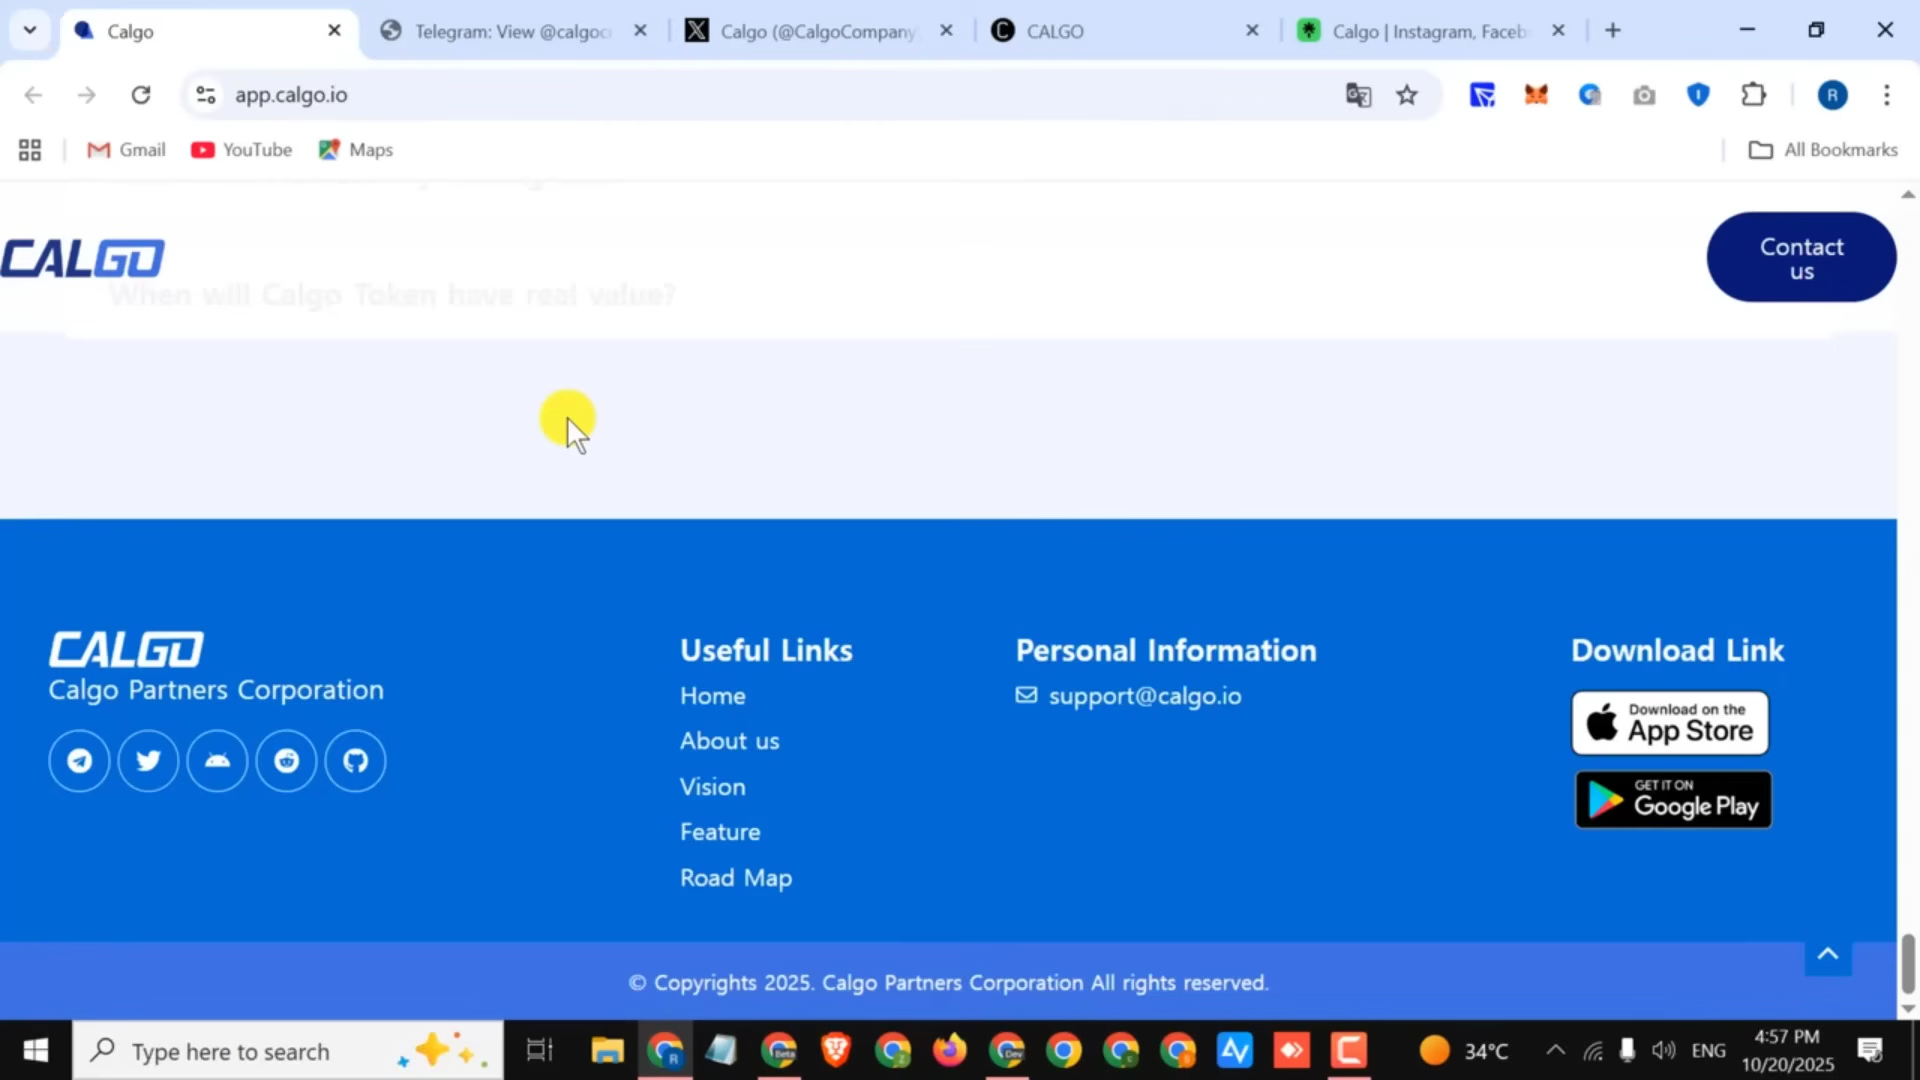 Calgo
Telegram: View @calgoc
Calgo (@CalgoCompany
CALGO
Calgo | Instagram, Faceb
app.calgo.io
R
Gmail
YouTube
Maps
All Bookmarks
CALGO
Contact
us
When will Calgo Token have real value?
CALGO
Calgo Partners Corporation
Useful Links
Home
About us
Vision
Feature
Road Map
Personal Information
support@calgo.io
Download Link
Download on the
App Store
GET IT ON
Google Play
© Copyrights 2025. Calgo Partners Corporation All rights reserved.
Type here to search
34°C
ENG
4:57 PM
10/20/2025